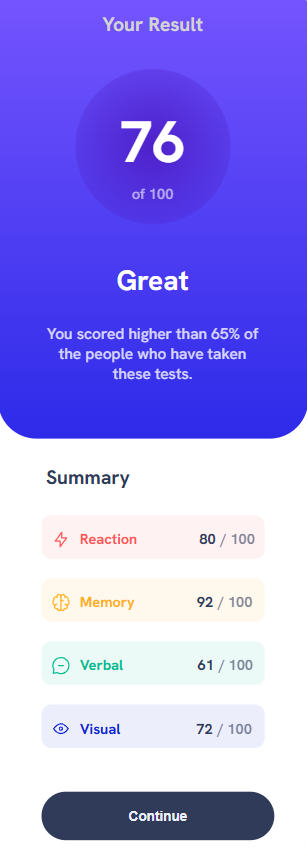 Your Result
76
of 100
Great
You scored higher than 65% of
the people who have taken
these tests.
Summary
Reaction 80 / 100
Memory 92 / 100
Verbal 61 / 100
Visual 72 / 100
Continue